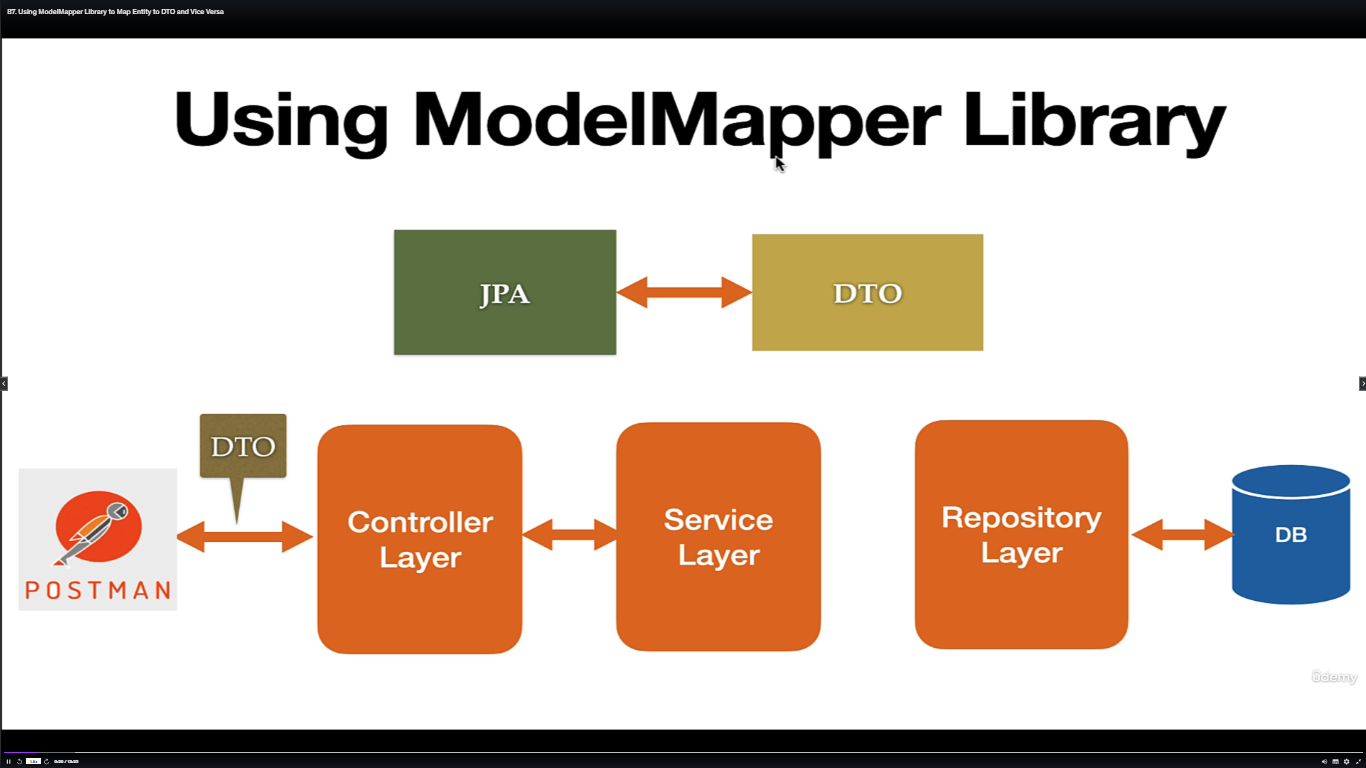 87. Using ModelMapper Library to Map Entity to DTO and Vice Versa
Using ModelMapper Library
JPA
DTO
DTO
POSTMAN
Controller
Layer
Service
Layer
Repository
Layer
DB
ûdemy